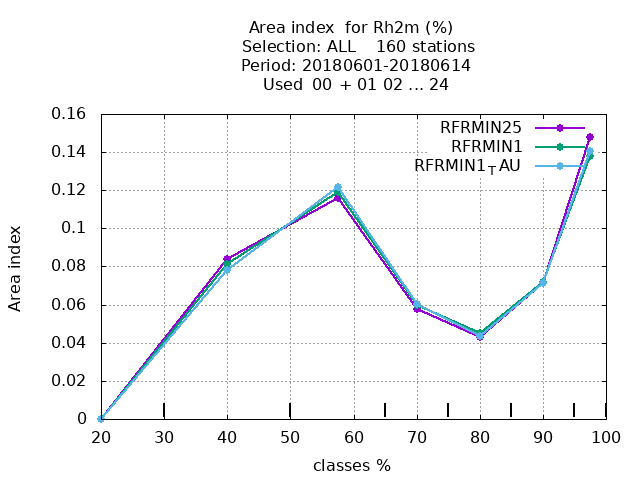 Area index  for Rh2m (%)
Selection: ALL    160 stations
Period: 20180601-20180614
Used  00 + 01 02 ... 24
0.16
0.14
0.12
0.1
0.08
0.06
0.04
0.02
0
Area index
RFRMIN25
RFRMIN1
RFRMIN1TAU
20 30 40 50 60 70 80 90 100
classes %